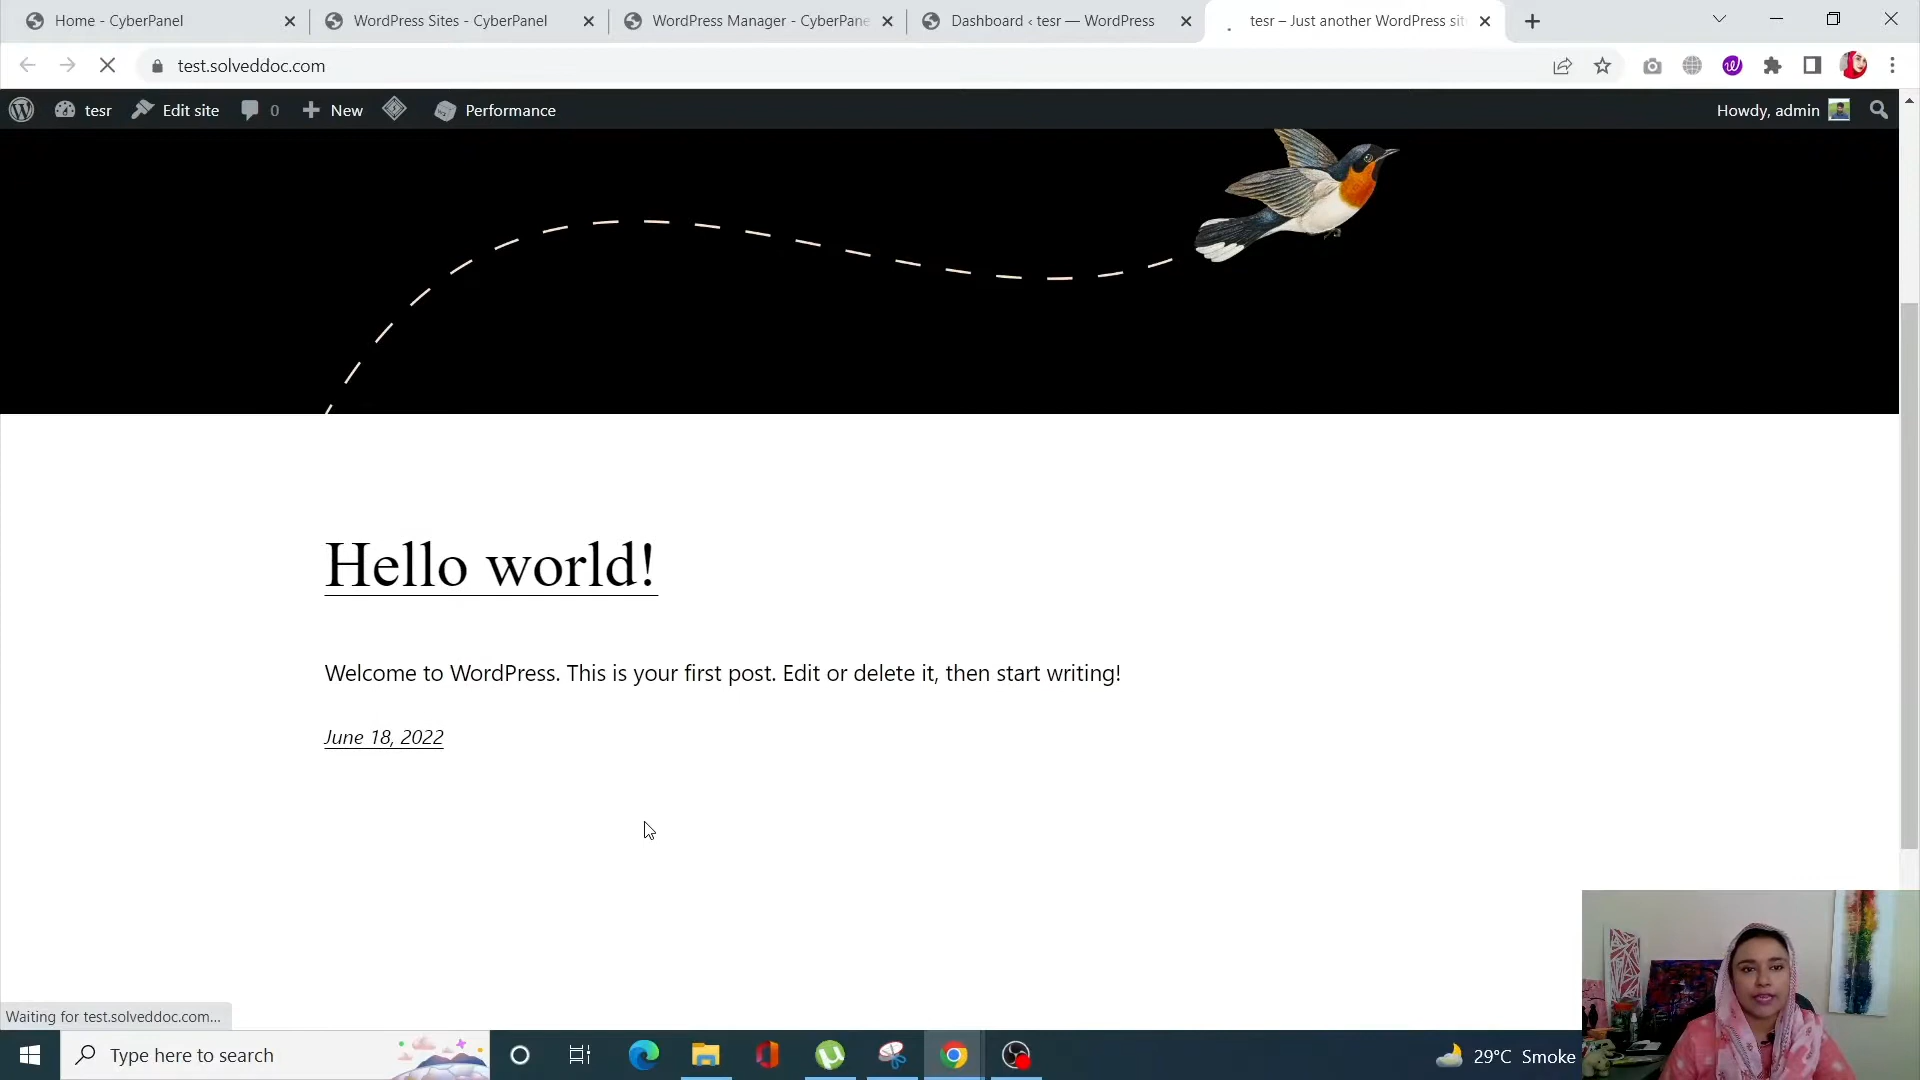 Home - CyberPanel
WordPress Sites - CyberPanel
WordPress Manager - CyberPane
Dashboard ‹ tesr — WordPress
tesr – Just another WordPress sit
test.solveddoc.com
tesr
Edit site
0
New
Performance
Howdy, admin
Hello world!
Welcome to WordPress. This is your first post. Edit or delete it, then start writing!
June 18, 2022
Waiting for test.solveddoc.com...
Type here to search
29°C Smoke